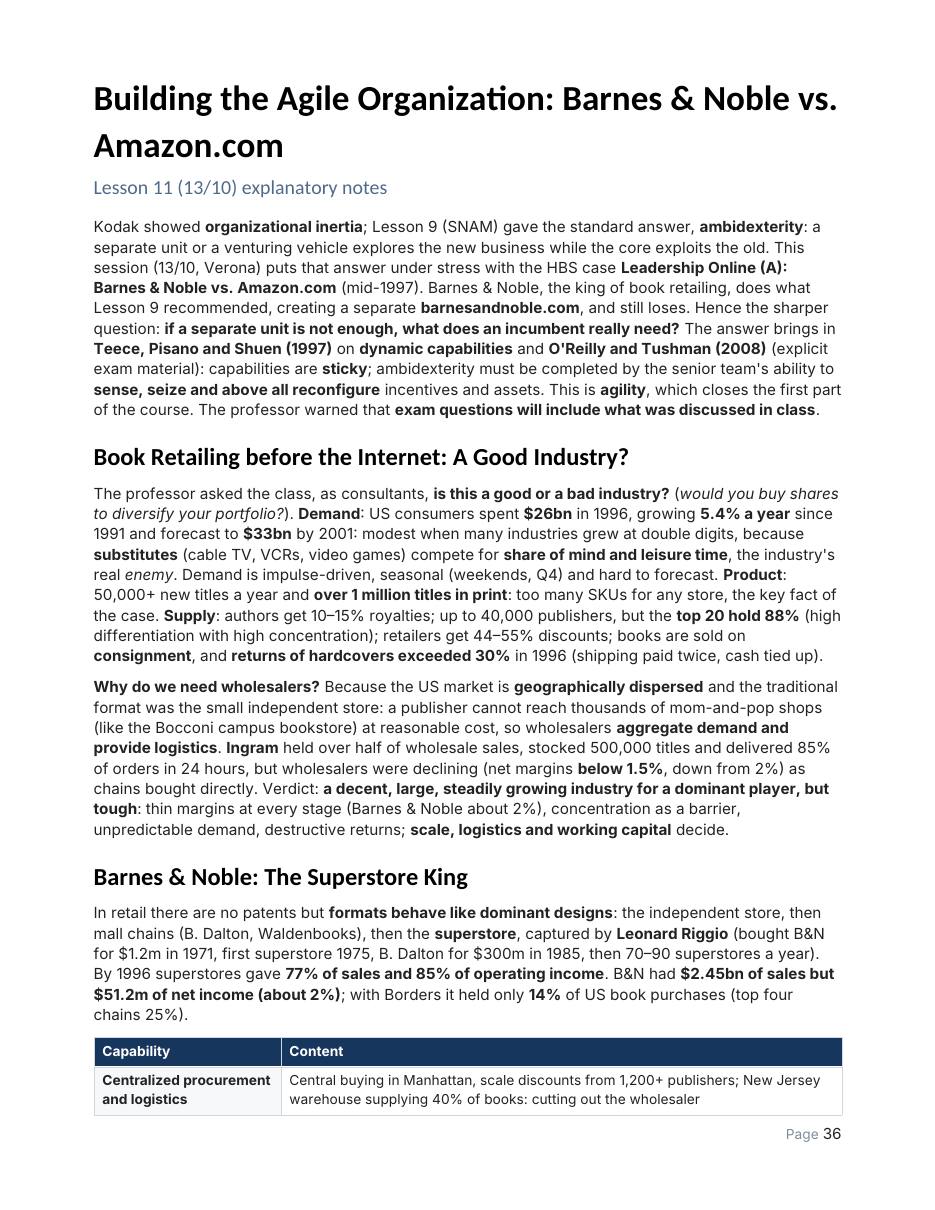 Building the Agile Organization: Barnes & Noble vs.
Amazon.com
Lesson 11 (13/10) explanatory notes
Kodak showed organizational inertia; Lesson 9 (SNAM) gave the standard answer, ambidexterity: a
separate unit or a venturing vehicle explores the new business while the core exploits the old. This
session (13/10, Verona) puts that answer under stress with the HBS case Leadership Online (A):
Barnes & Noble vs. Amazon.com (mid-1997). Barnes & Noble, the king of book retailing, does what
Lesson 9 recommended, creating a separate barnesandnoble.com, and still loses. Hence the sharper
question: if a separate unit is not enough, what does an incumbent really need? The answer brings in
Teece, Pisano and Shuen (1997) on dynamic capabilities and O'Reilly and Tushman (2008) (explicit
exam material): capabilities are sticky; ambidexterity must be completed by the senior team's ability to
sense, seize and above all reconfigure incentives and assets. This is agility, which closes the first part
of the course. The professor warned that exam questions will include what was discussed in class.
Book Retailing before the Internet: A Good Industry?
The professor asked the class, as consultants, is this a good or a bad industry? (would you buy shares
to diversify your portfolio?). Demand: US consumers spent $26bn in 1996, growing 5.4% a year since
1991 and forecast to $33bn by 2001: modest when many industries grew at double digits, because
substitutes (cable TV, VCRs, video games) compete for share of mind and leisure time, the industry's
real enemy. Demand is impulse-driven, seasonal (weekends, Q4) and hard to forecast. Product:
50,000+ new titles a year and over 1 million titles in print: too many SKUs for any store, the key fact of
the case. Supply: authors get 10–15% royalties; up to 40,000 publishers, but the top 20 hold 88% (high
differentiation with high concentration); retailers get 44–55% discounts; books are sold on
consignment, and returns of hardcovers exceeded 30% in 1996 (shipping paid twice, cash tied up).
Why do we need wholesalers? Because the US market is geographically dispersed and the traditional
format was the small independent store: a publisher cannot reach thousands of mom-and-pop shops
(like the Bocconi campus bookstore) at reasonable cost, so wholesalers aggregate demand and
provide logistics. Ingram held over half of wholesale sales, stocked 500,000 titles and delivered 85%
of orders in 24 hours, but wholesalers were declining (net margins below 1.5%, down from 2%) as
chains bought directly. Verdict: a decent, large, steadily growing industry for a dominant player, but
tough: thin margins at every stage (Barnes & Noble about 2%), concentration as a barrier,
unpredictable demand, destructive returns; scale, logistics and working capital decide.
Barnes & Noble: The Superstore King
In retail there are no patents but formats behave like dominant designs: the independent store, then
mall chains (B. Dalton, Waldenbooks), then the superstore, captured by Leonard Riggio (bought B&N
for $1.2m in 1971, first superstore 1975, B. Dalton for $300m in 1985, then 70–90 superstores a year).
By 1996 superstores gave 77% of sales and 85% of operating income. B&N had $2.45bn of sales but
$51.2m of net income (about 2%); with Borders it held only 14% of US book purchases (top four
chains 25%).
Capability Content
Centralized procurement Central buying in Manhattan, scale discounts from 1,200+ publishers; New Jersey
and logistics warehouse supplying 40% of books: cutting out the wholesaler
Page 36